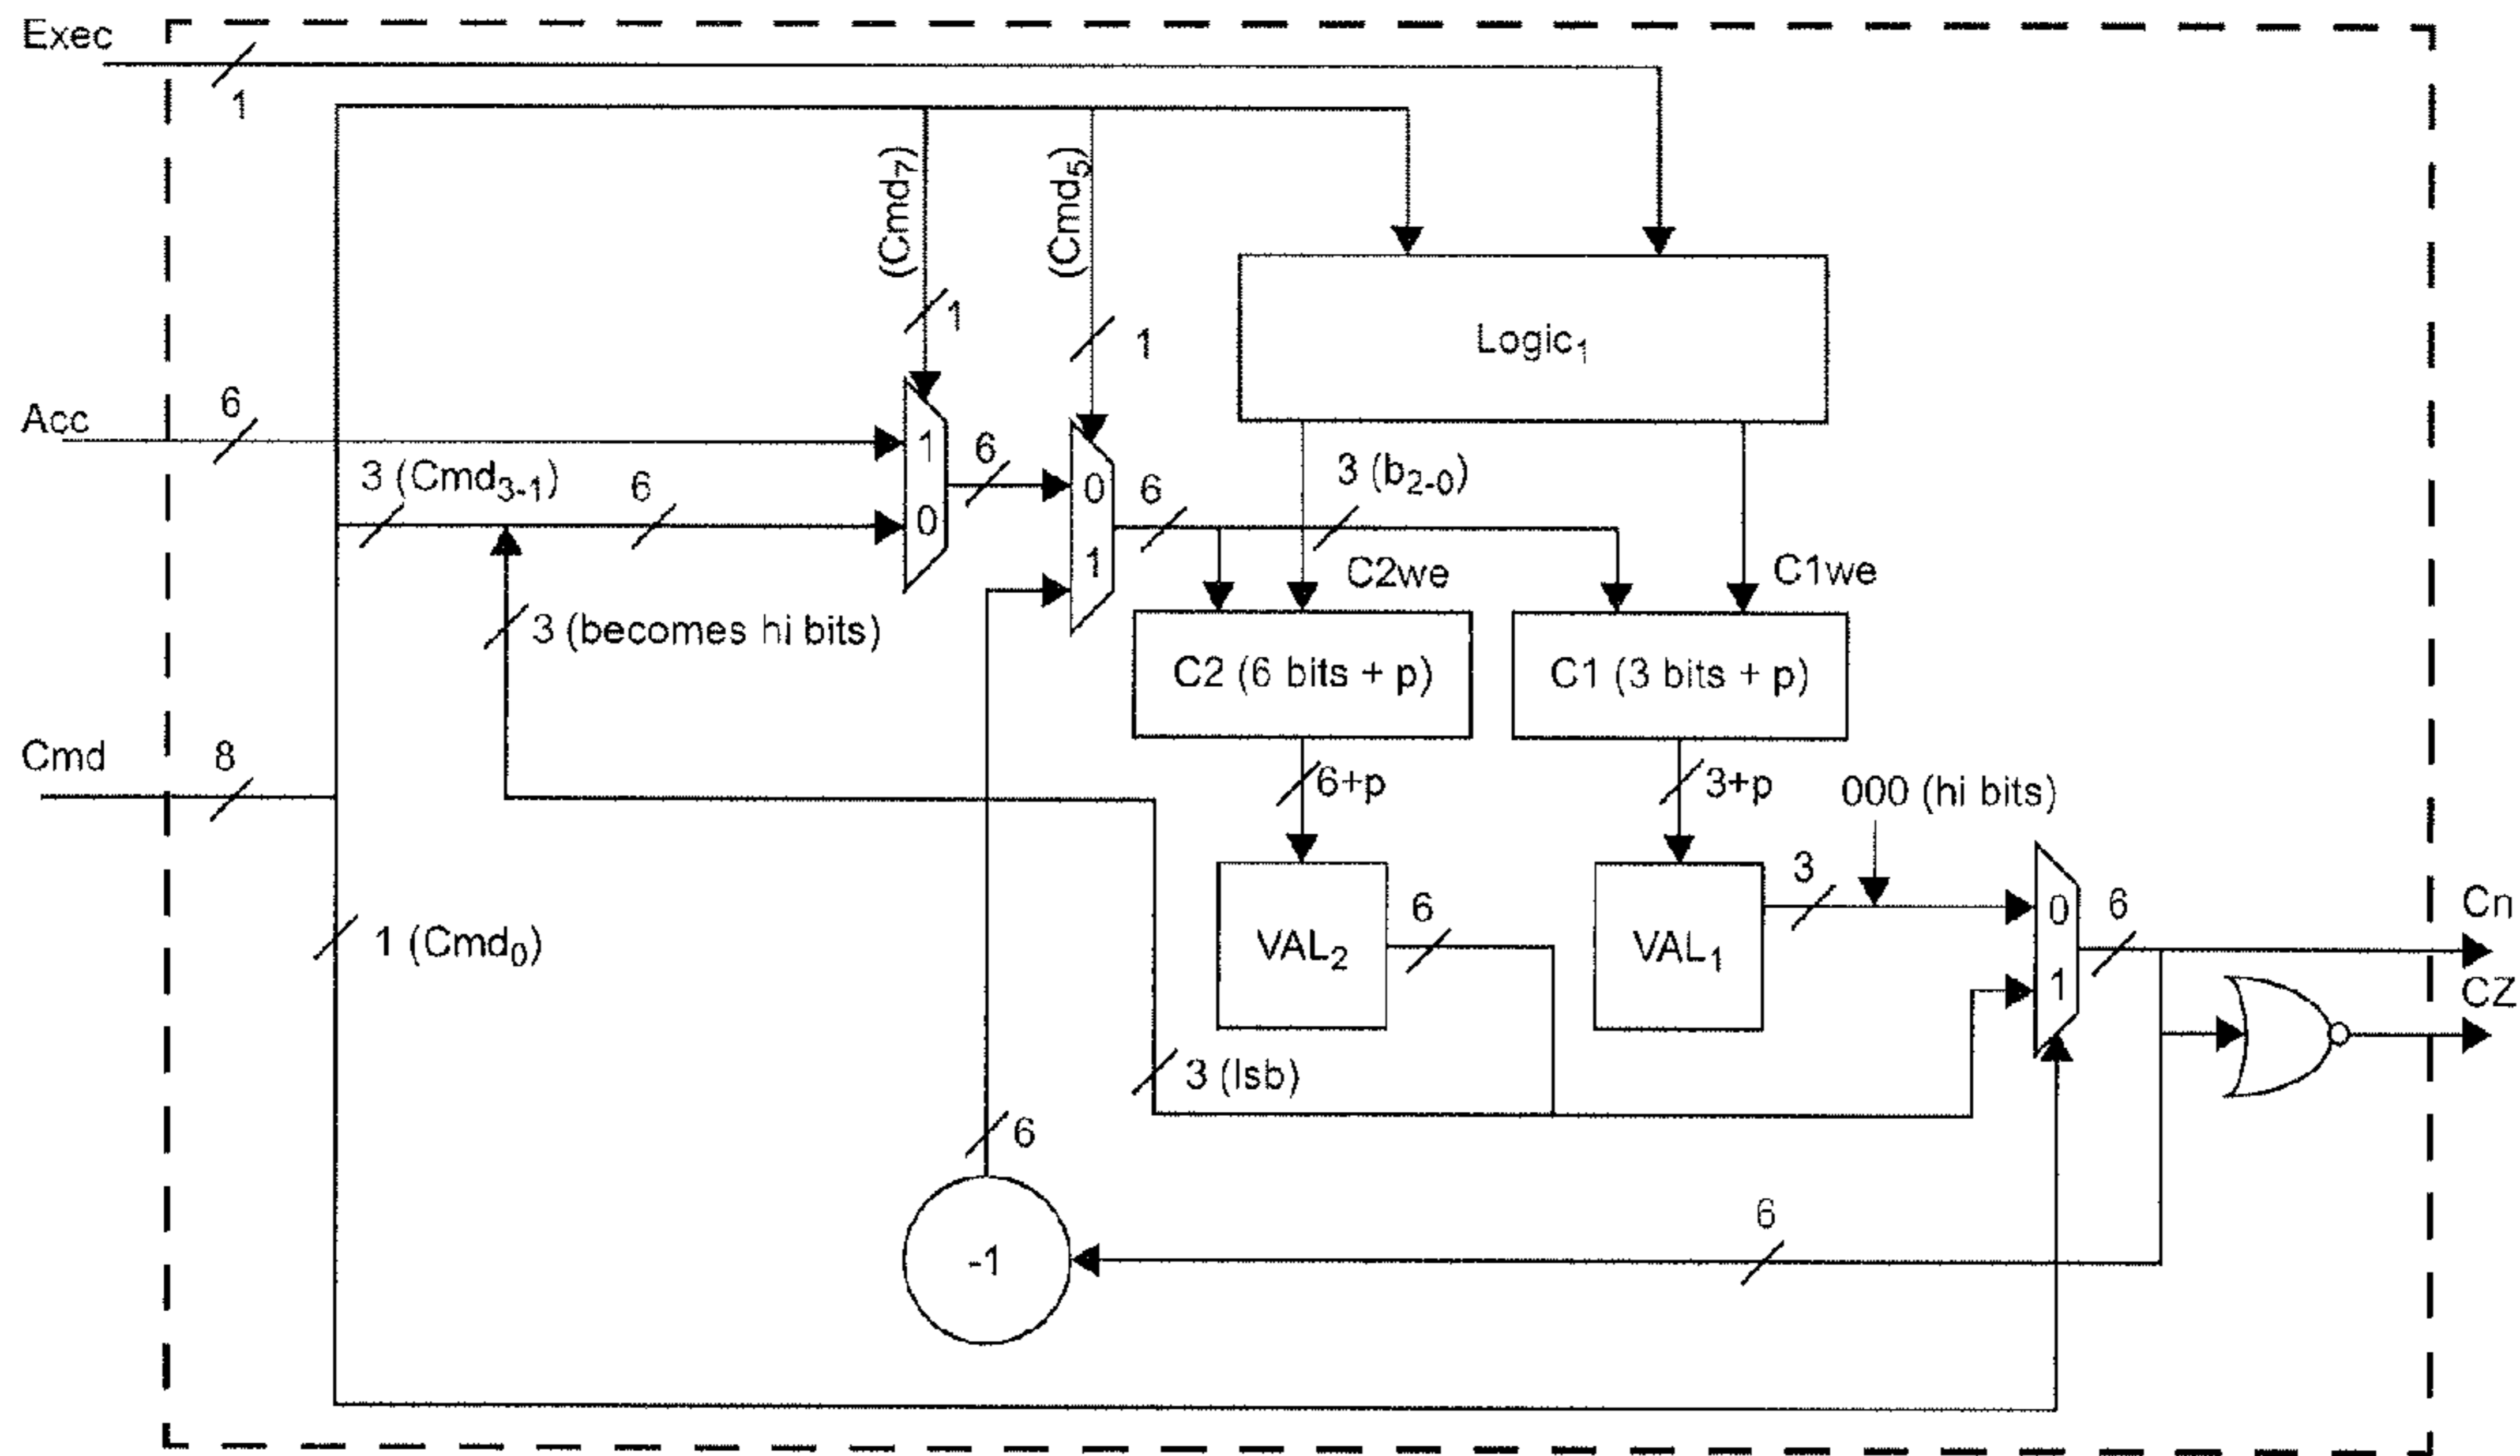 Exec
1
(Cmd7)
(Cmd5)
1
1
Logic1
Acc
6
1
0
6
0
1
6
3 (Cmd3-1)
6
3 (b2-0)
C2we
C1we
3 (becomes hi bits)
C2 (6 bits + p)
C1 (3 bits + p)
Cmd
8
6+p
3+p
000 (hi bits)
1 (Cmd0)
VAL2
6
VAL1
3
0
1
6
Cn
CZ
3 (lsb)
6
6
-1